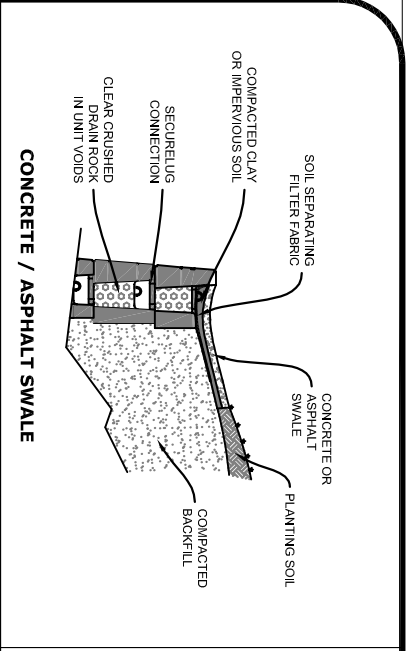 SOIL SEPARATING
FILTER FABRIC
COMPACTED CLAY
OR IMPERVIOUS SOIL
SECURELUG
CONNECTION
CLEAR CRUSHED
DRAIN ROCK
IN UNIT VOIDS
CONCRETE OR
ASPHALT
SWALE
PLANTING SOIL
COMPACTED
BACKFILL
CONCRETE / ASPHALT SWALE